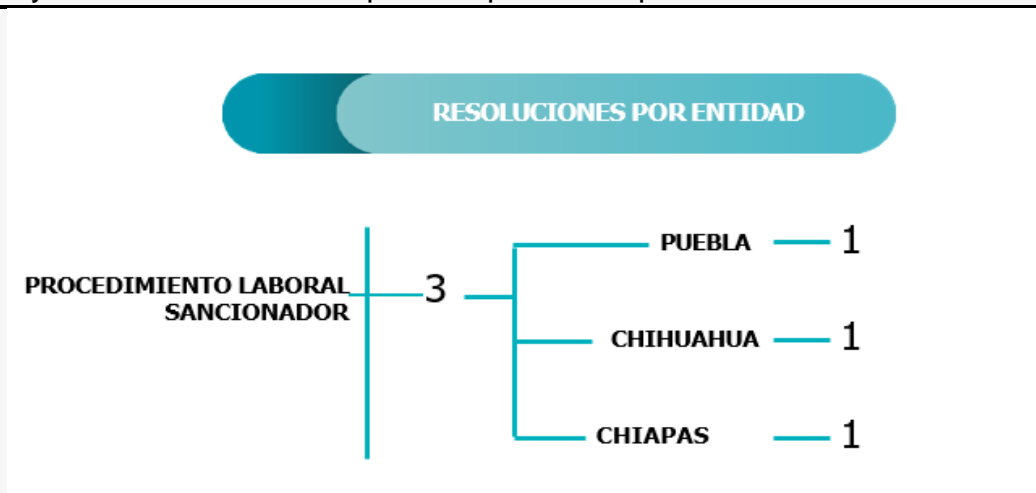 RESOLUCIONES POR ENTIDAD
PROCEDIMIENTO LABORAL
SANCIONADOR
3
PUEBLA 1
CHIHUAHUA 1
CHIAPAS 1